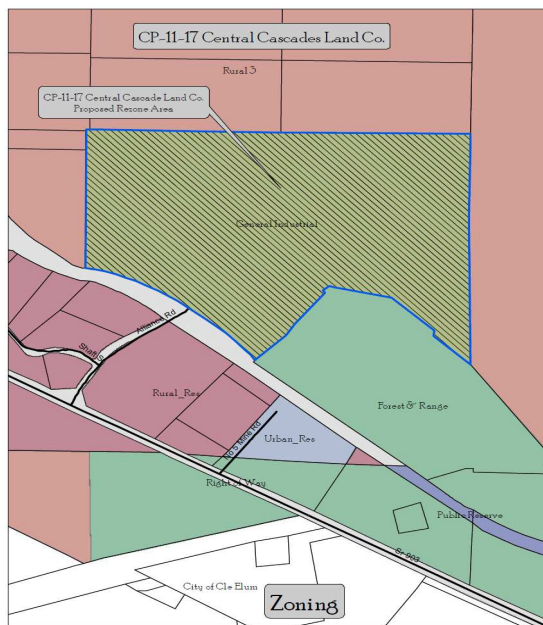 CP-11-17 Central Cascades Land Co.
Rural 3
CP-11-17 Central Cascade Land Co.
Proposed Rezone Area
General Industrial
Alliance Rd
Shaft S
Rural_Res
Forest & Range
No 5 Mine Rd
Urban_Res
Right of Way
Public Reserve
Sr 903
City of Cle Elum
Zoning